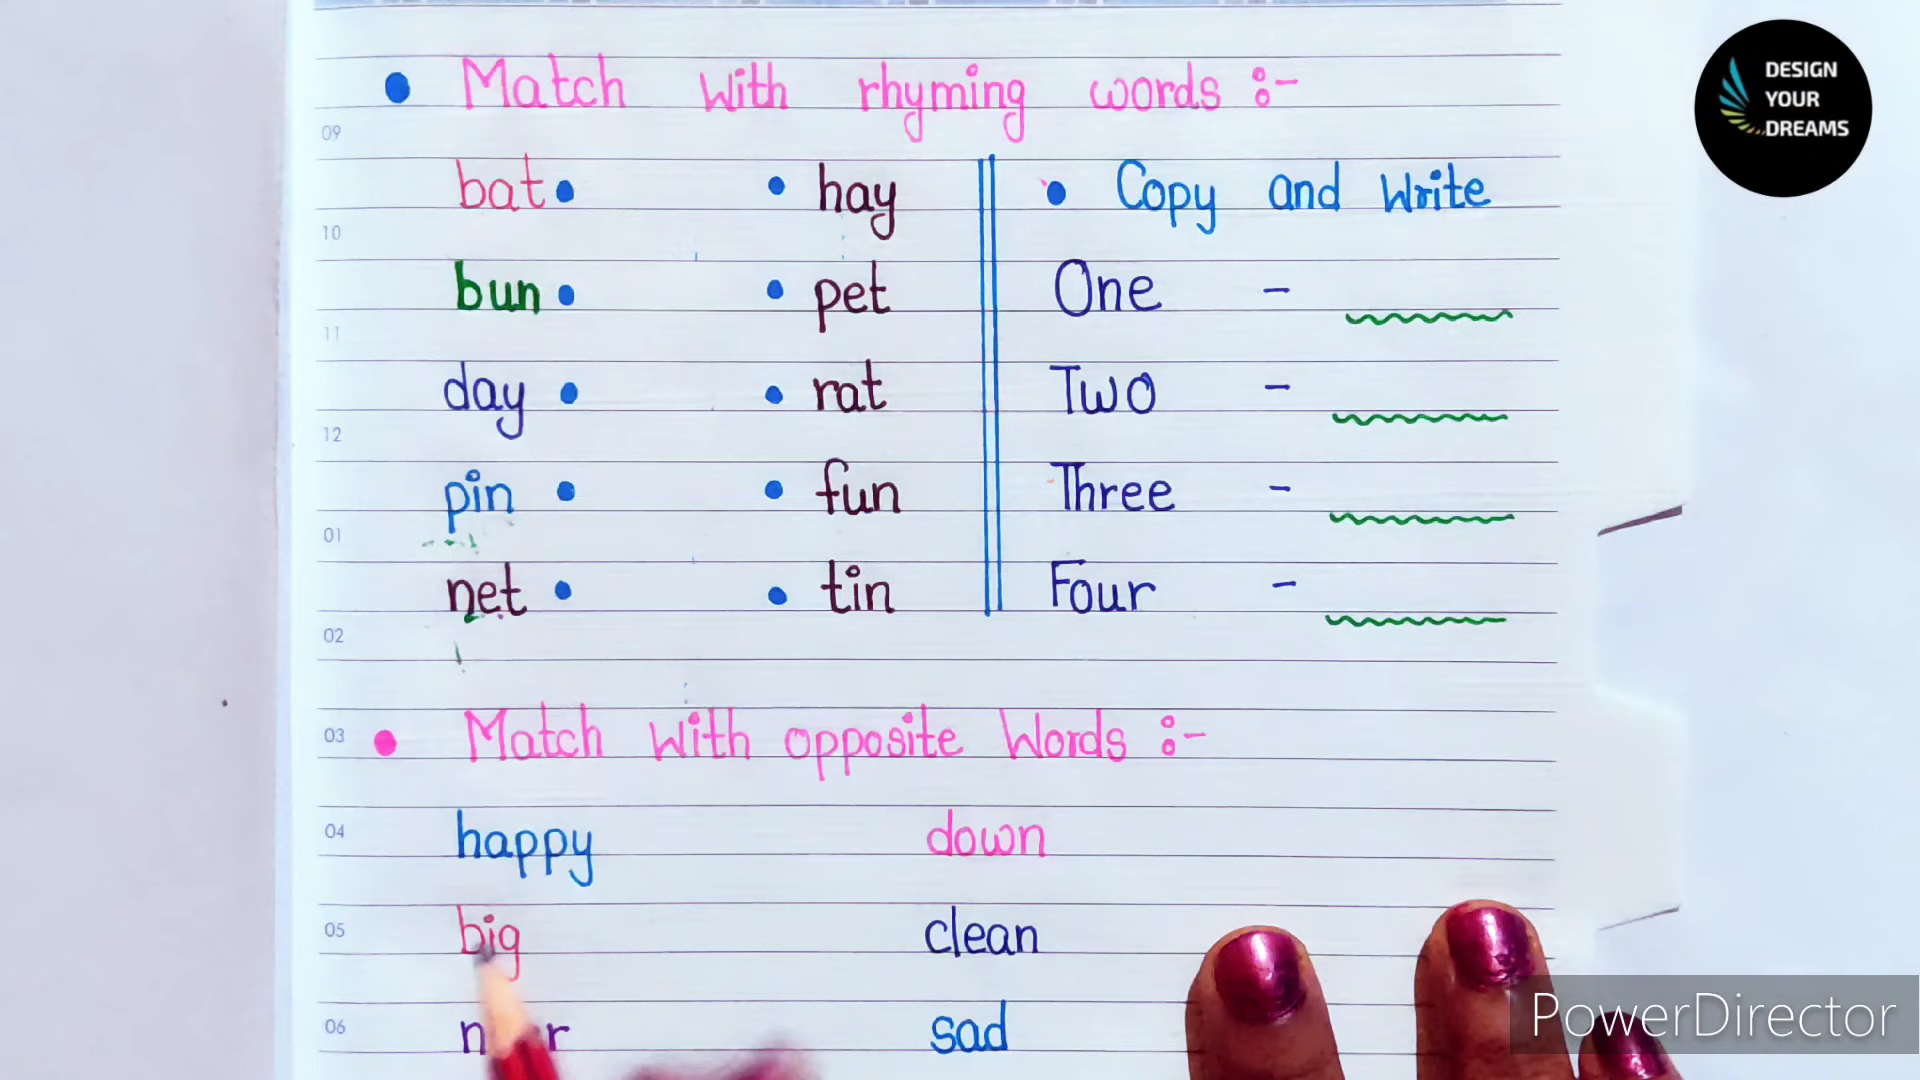 • Match with rhyming words :-
bat • • hay
bun • • pet
day • • rat
pin • • fun
net • • tin
• Copy and Write
One -
Two -
Three -
Four -
• Match with opposite Words :-
happy down
big clean
sad
09
10
11
12
01
02
03
04
05
06
DESIGN
YOUR
DREAMS
PowerDirector